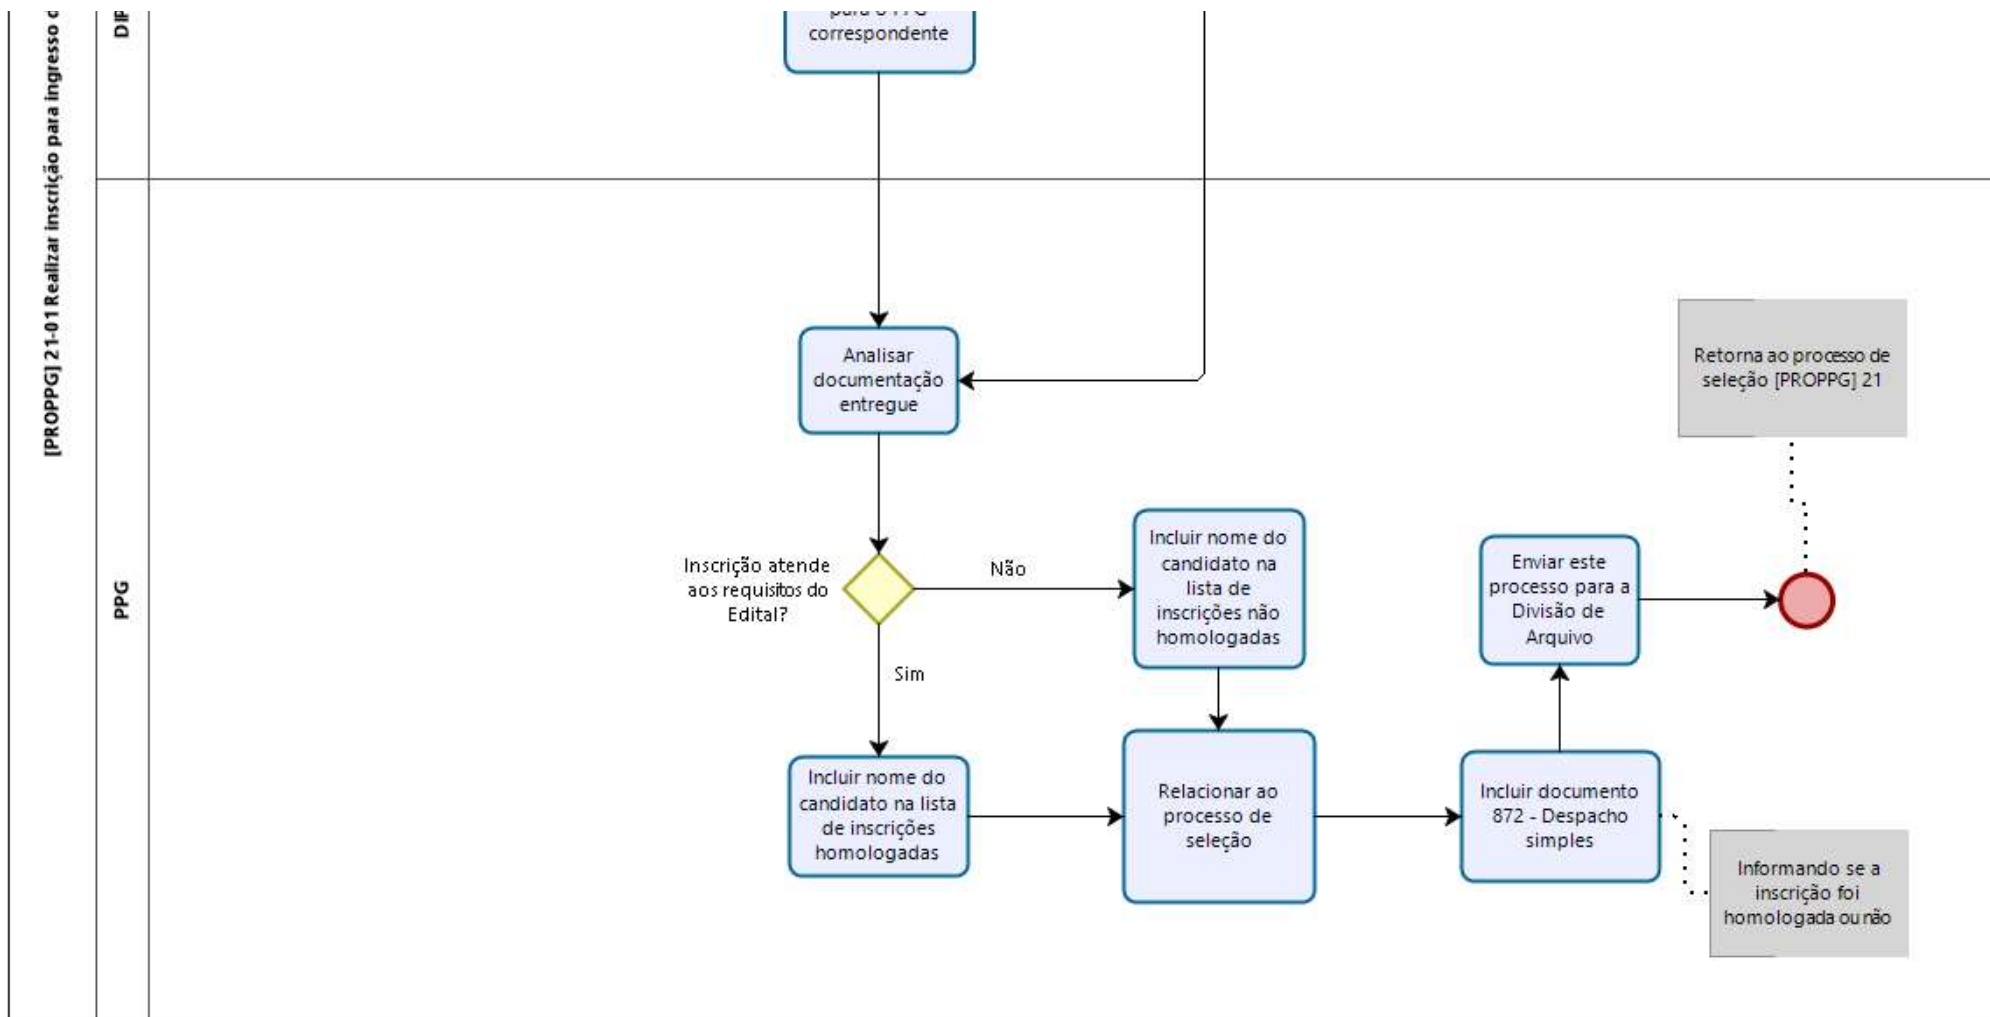 [PROPPG] 21-01 Realizar inscrição para ingresso
correspondente
PPG
Analisar
documentação
entregue
Retorna ao processo de
seleção [PROPPG] 21
Inscrição atende
aos requisitos do
Edital?
Não
Sim
Incluir nome do
candidato na
lista de
inscrições não
homologadas
Enviar este
processo para a
Divisão de
Arquivo
Incluir nome do
candidato na lista
de inscrições
homologadas
Relacionar ao
processo de
seleção
Incluir documento
872 - Despacho
simples
Informando se a
inscrição foi
homologada ou não